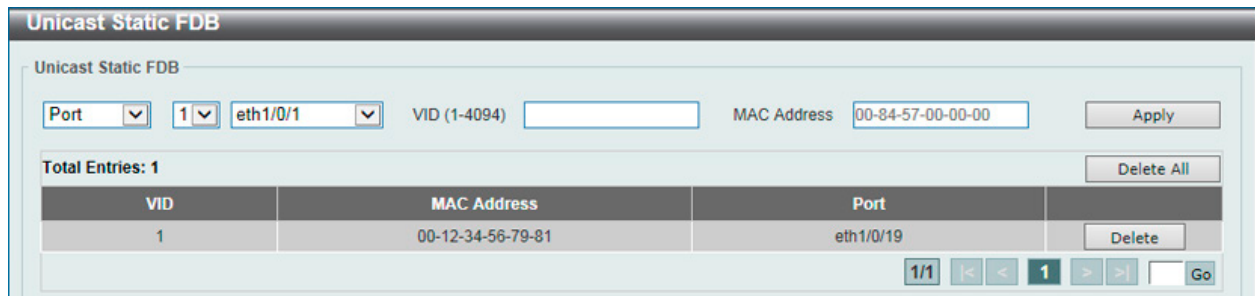 Unicast Static FDB
Unicast Static FDB
Port 1 eth1/0/1 VID (1-4094) MAC Address 00-84-57-00-00-00 Apply
Total Entries: 1 Delete All
VID MAC Address Port
1 00-12-34-56-79-81 eth1/0/19 Delete
1/1 |< < 1 > >| Go